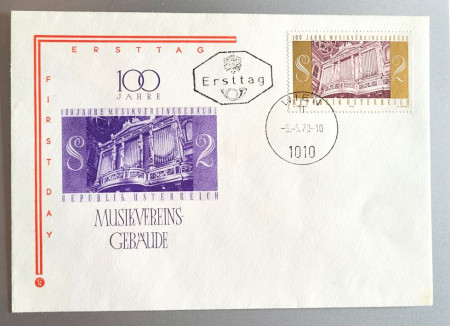 ERSTTAG
FIRST DAY
100
JAHRE
100 JAHRE MUSIKVEREINSGEBÄUDE
S 2
REPUBLIK ÖSTERREICH
MUSIKVEREINS-
GEBÄUDE
Ersttag
100 JAHRE MUSIKVEREINSGEBÄUDE
S 2
REPUBLIK ÖSTERREICH
WIEN
1010